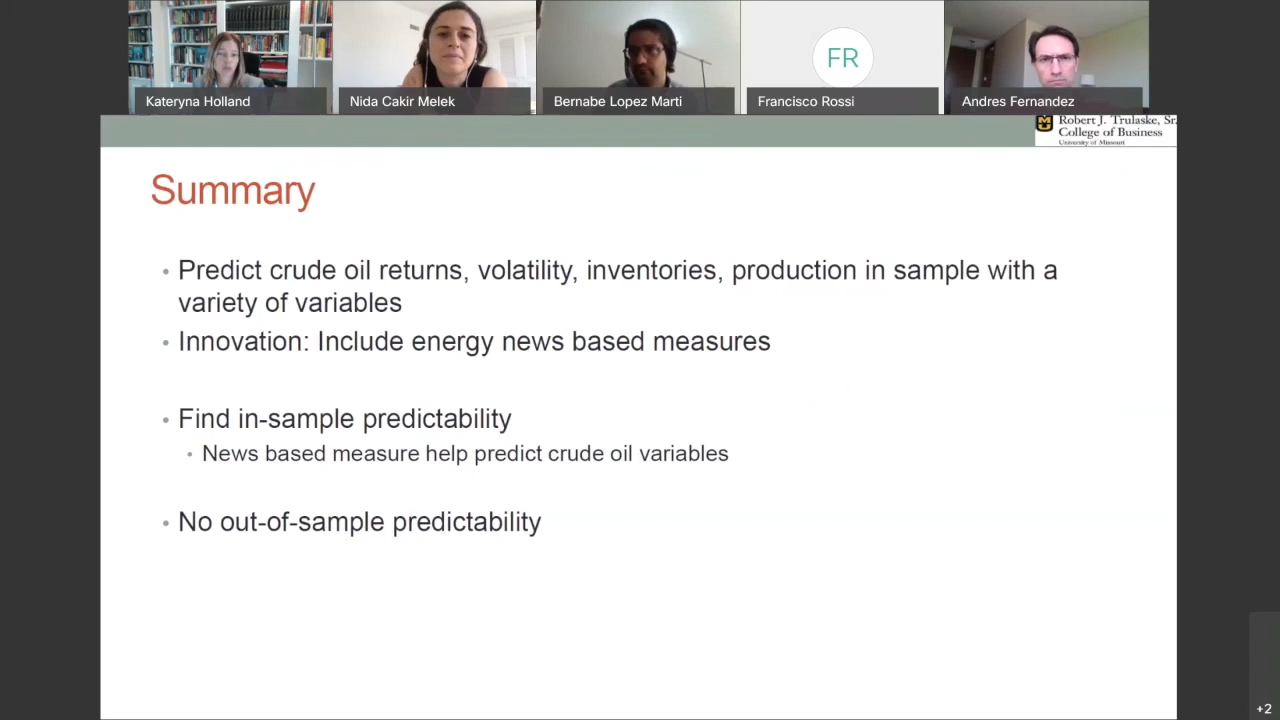 Kateryna Holland
Nida Cakir Melek
Bernabe Lopez Marti
FR
Francisco Rossi
Andres Fernandez
Robert J. Trulaske, Sr.
College of Business
University of Missouri
Summary
• Predict crude oil returns, volatility, inventories, production in sample with a
variety of variables
• Innovation: Include energy news based measures
• Find in-sample predictability
• News based measure help predict crude oil variables
• No out-of-sample predictability
+2